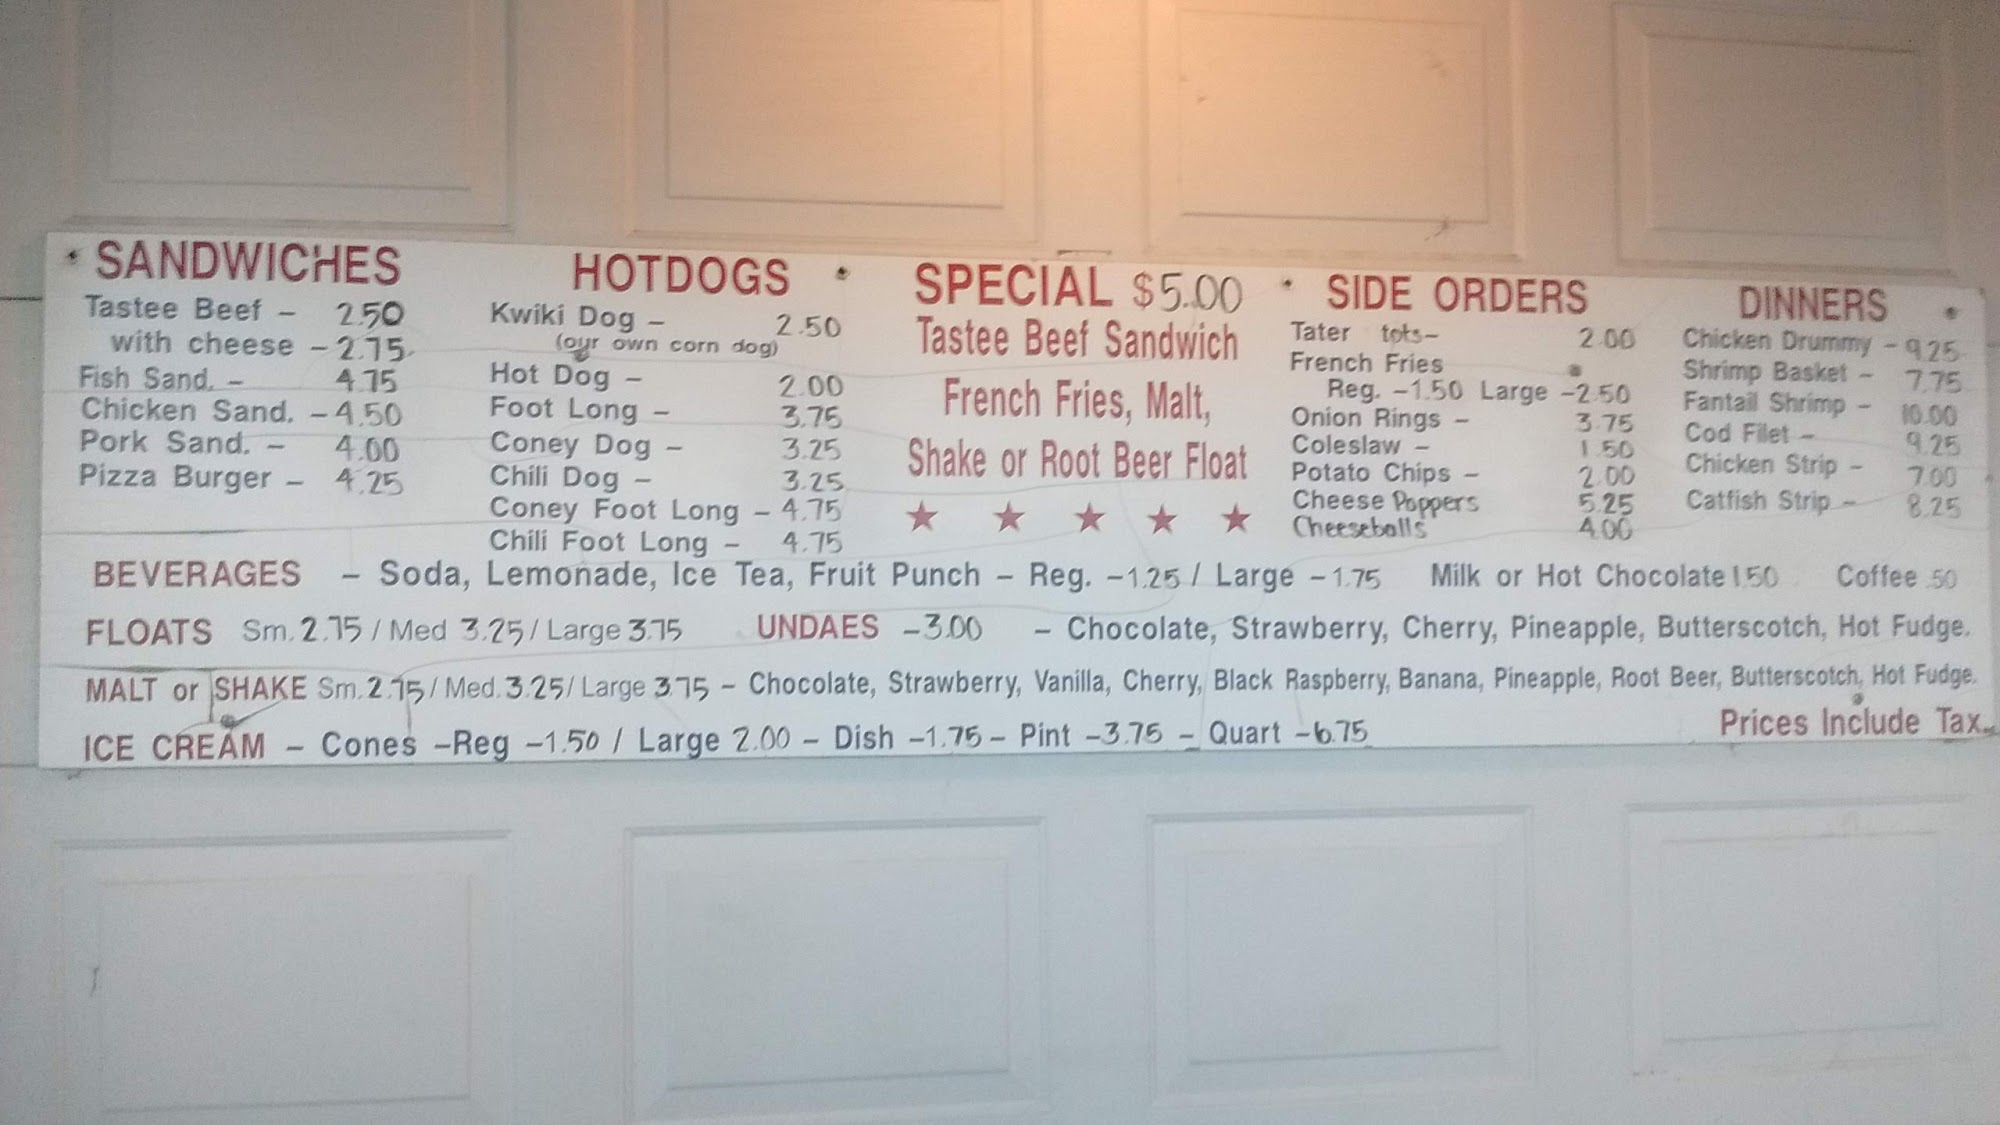 SANDWICHES
Tastee Beef - 2.50
with cheese - 2.75
Fish Sand. - 4.75
Chicken Sand. - 4.50
Pork Sand. - 4.00
Pizza Burger - 4.25
HOTDOGS
Kwiki Dog - 2.50
(our own corn dog)
Hot Dog - 2.00
Foot Long - 3.75
Coney Dog - 3.25
Chili Dog - 3.25
Coney Foot Long - 4.75
Chili Foot Long - 4.75
SPECIAL $5.00
Tastee Beef Sandwich
French Fries, Malt,
Shake or Root Beer Float
SIDE ORDERS
Tater tots- 2.00
French Fries
Reg. -1.50 Large -2.50
Onion Rings - 3.75
Coleslaw - 1.50
Potato Chips - 2.00
Cheese Poppers 5.25
Cheeseballs 4.00
DINNERS
Chicken Drummy - 9.25
Shrimp Basket - 7.75
Fantail Shrimp - 10.00
Cod Filet - 9.25
Chicken Strip - 7.00
Catfish Strip - 8.25
BEVERAGES - Soda, Lemonade, Ice Tea, Fruit Punch - Reg. -1.25 / Large -1.75 Milk or Hot Chocolate 1.50 Coffee .50
FLOATS Sm. 2.75 / Med 3.25 / Large 3.75 UNDAES -3.00 - Chocolate, Strawberry, Cherry, Pineapple, Butterscotch, Hot Fudge.
MALT or SHAKE Sm. 2.75 / Med. 3.25 / Large 3.75 - Chocolate, Strawberry, Vanilla, Cherry, Black Raspberry, Banana, Pineapple, Root Beer, Butterscotch, Hot Fudge.
ICE CREAM - Cones -Reg -1.50 / Large 2.00 - Dish -1.75 - Pint -3.75 - Quart -6.75
Prices Include Tax